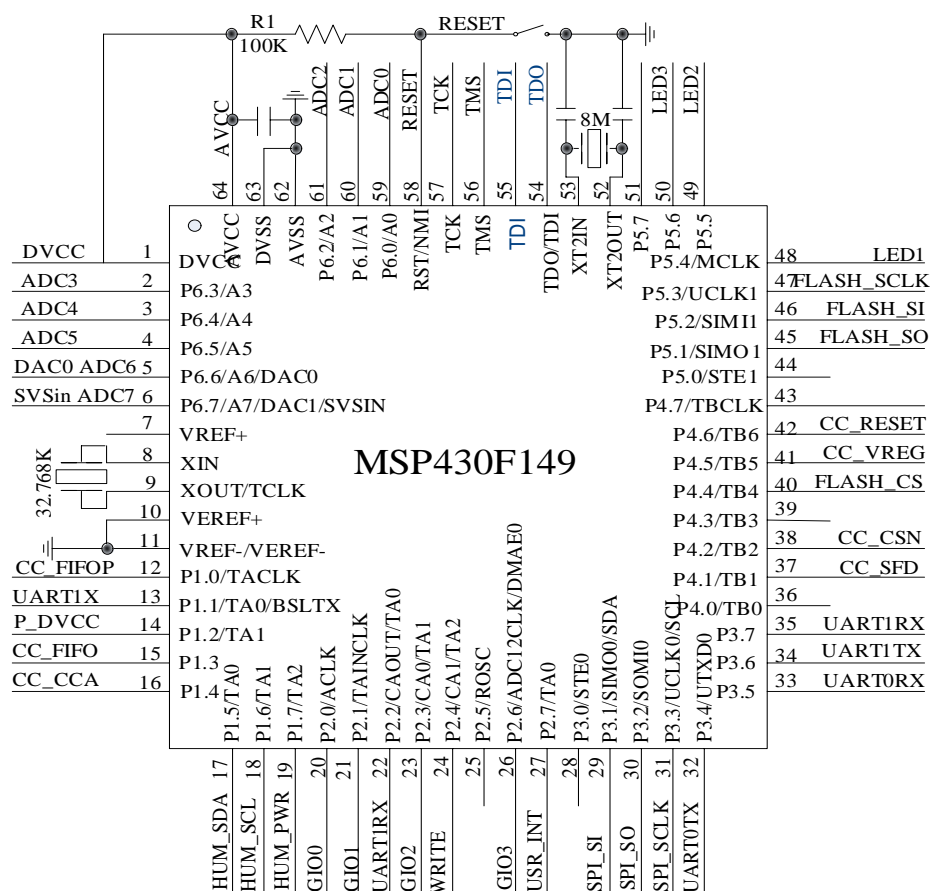 R1
100K
RESET
AVCC
ADC2
ADC1
ADC0
RESET
TCK
TMS
TDI
TDO
8M
LED3
LED2
64
63
62
61
60
59
58
57
56
55
54
53
52
51
50
49
AVCC
DVSS
AVSS
P6.2/A2
P6.1/A1
P6.0/A0
RST/NMI
TCK
TMS
TDI
TDO/TDI
XT2IN
XT2OUT
P5.7
P5.6
P5.5
DVCC 1 DVCC
ADC3 2 P6.3/A3
ADC4 3 P6.4/A4
ADC5 4 P6.5/A5
DAC0 ADC6 5 P6.6/A6/DAC0
SVSin ADC7 6 P6.7/A7/DAC1/SVSIN
7 VREF+
8 XIN
9 XOUT/TCLK
32.768K
10 VEREF+
11 VREF-/VEREF-
CC_FIFOP 12 P1.0/TACLK
UART1X 13 P1.1/TA0/BSLTX
P_DVCC 14 P1.2/TA1
CC_FIFO 15 P1.3
CC_CCA 16 P1.4
MSP430F149
P5.4/MCLK 48 LED1
P5.3/UCLK1 47 FLASH_SCLK
P5.2/SIMI1 46 FLASH_SI
P5.1/SIMO1 45 FLASH_SO
P5.0/STE1 44
P4.7/TBCLK 43
P4.6/TB6 42 CC_RESET
P4.5/TB5 41 CC_VREG
P4.4/TB4 40 FLASH_CS
P4.3/TB3 39
P4.2/TB2 38 CC_CSN
P4.1/TB1 37 CC_SFD
P4.0/TB0 36
P3.7 35 UART1RX
P3.6 34 UART1TX
P3.5 33 UART0RX
P1.5/TA0
P1.6/TA1
P1.7/TA2
P2.0/ACLK
P2.1/TAINCLK
P2.2/CAOUT/TA0
P2.3/CA0/TA1
P2.4/CA1/TA2
P2.5/ROSC
P2.6/ADC12CLK/DMAE0
P2.7/TA0
P3.0/STE0
P3.1/SIMO0/SDA
P3.2/SOMI0
P3.3/UCLK0/SCL
P3.4/UTXD0
17
18
19
20
21
22
23
24
25
26
27
28
29
30
31
32
HUM_SDA
HUM_SCL
HUM_PWR
GIO0
GIO1
UART1RX
GIO2
WRITE
GIO3
USR_INT
SPI_SI
SPI_SO
SPI_SCLK
UART0TX